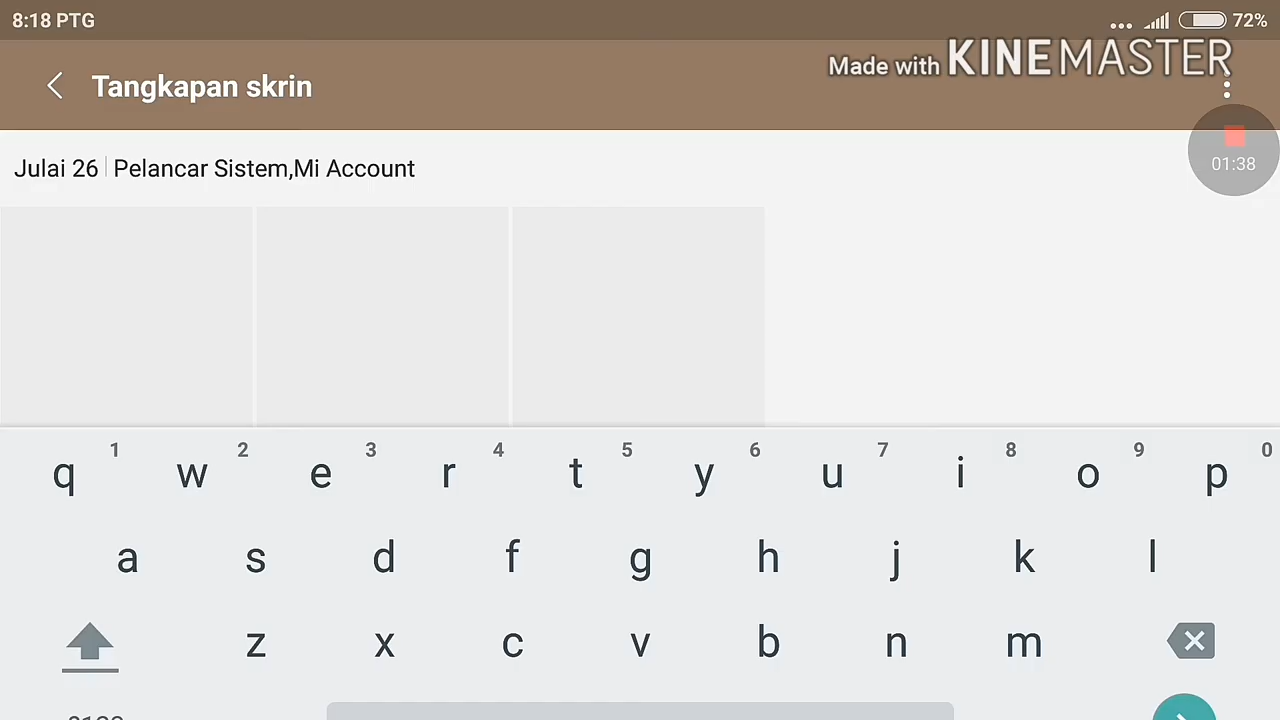 8:18 PTG
72%
Made with KINEMASTER
Tangkapan skrin
01:38
Julai 26 Pelancar Sistem,Mi Account
1 2 3 4 5 6 7 8 9 0
q w e r t y u i o p
a s d f g h j k l
z x c v b n m